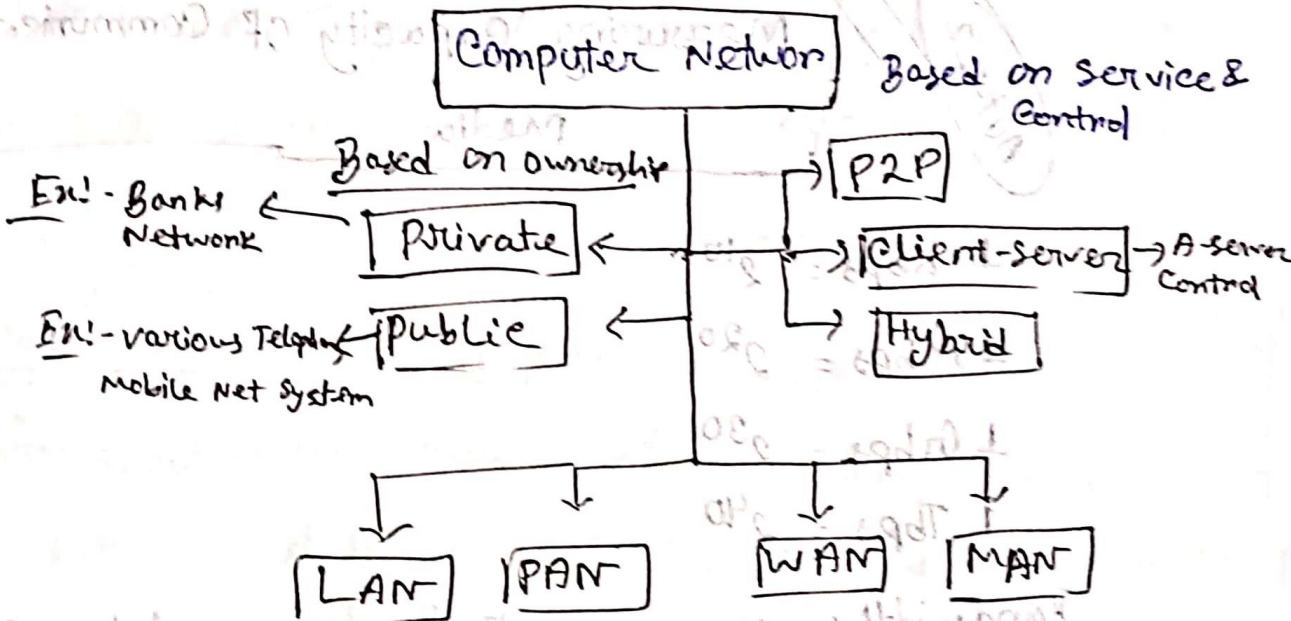 Computer Networ
Based on Service &
Control
Based on ownership
P2P
Ex:- Banks
Network
Private
Client-server
A-server
Control
Ex:- various
Public
Mobile Net System
Hybrid
LAN
PAN
WAN
MAN